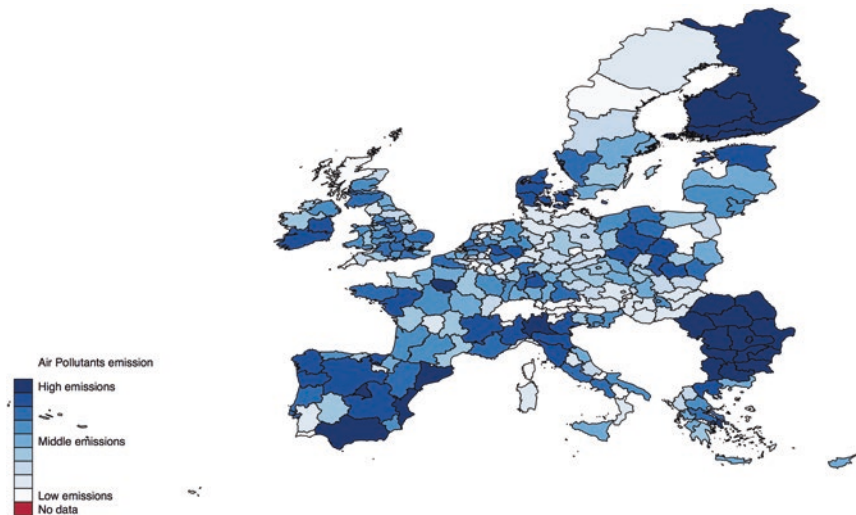 Air Pollutants emission
High emissions
Middle emissions
Low emissions
No data